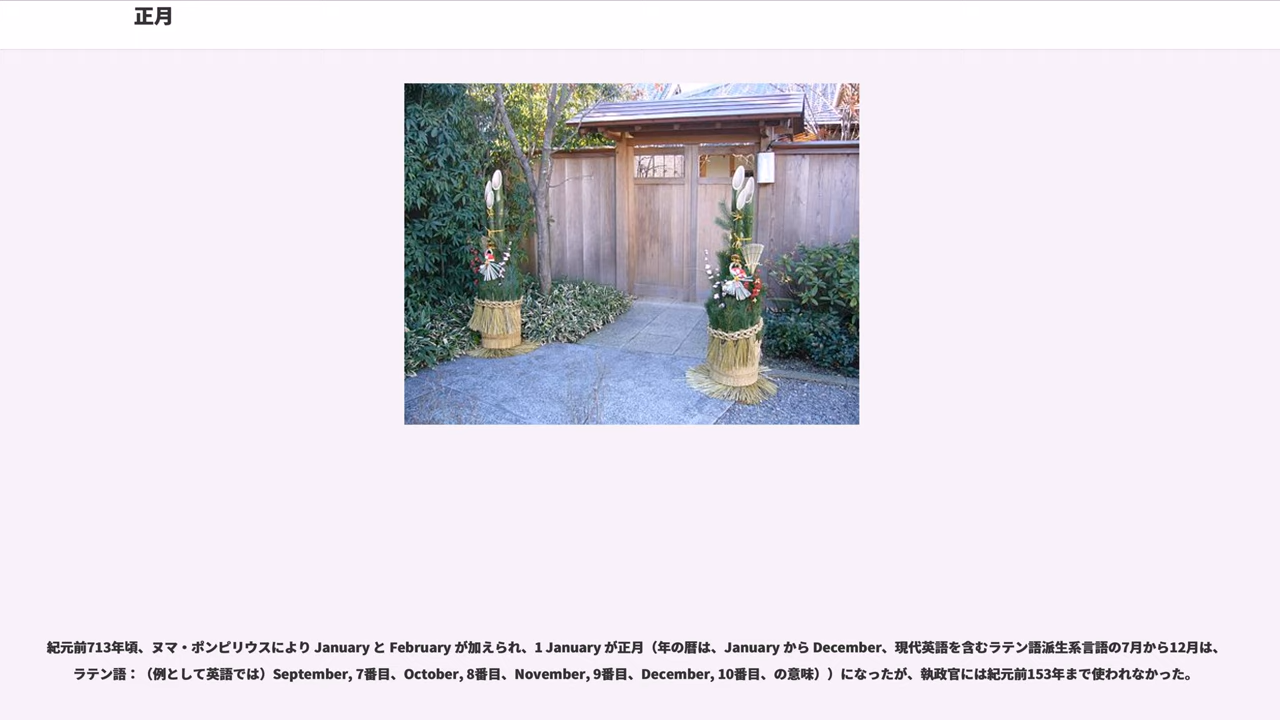 正月
紀元前713年頃、ヌマ・ポンピリウスにより January と February が加えられ、1 January が正月（年の暦は、January から December、現代英語を含むラテン語派生系言語の7月から12月は、
ラテン語：（例として英語では）September, 7番目、October, 8番目、November, 9番目、December, 10番目、の意味））になったが、執政官には紀元前153年まで使われなかった。